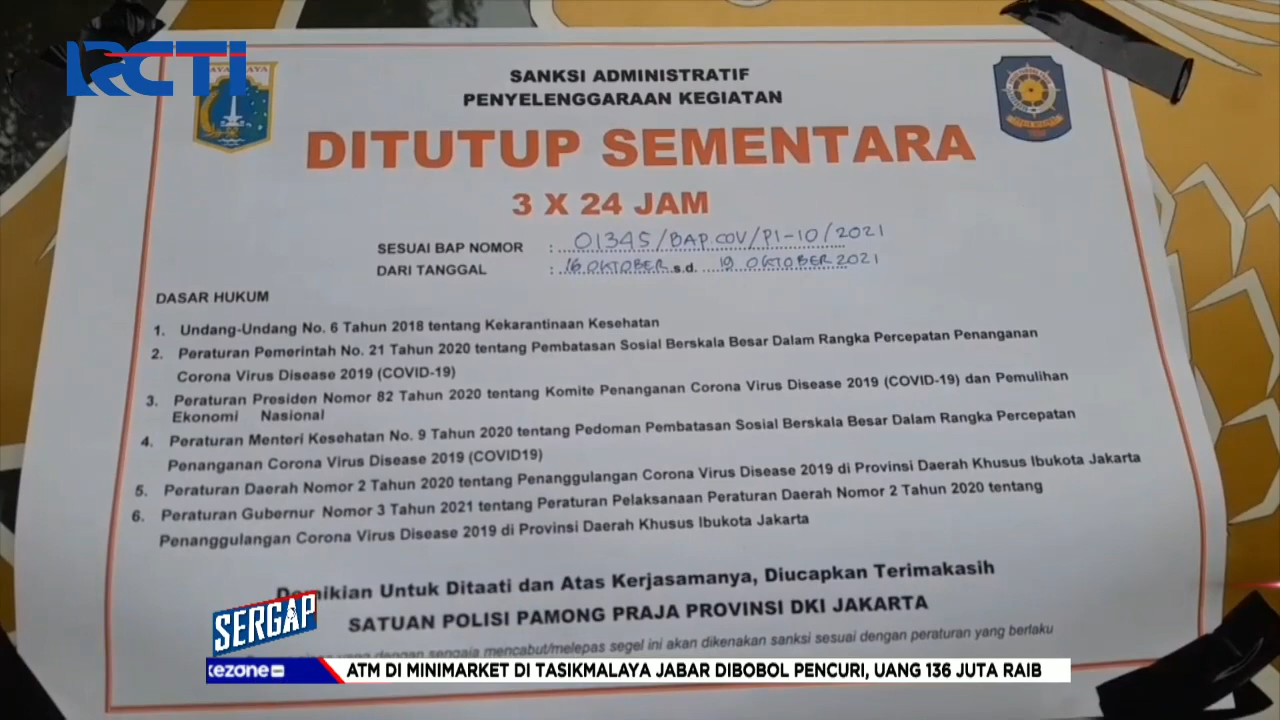 RCTI
JAYA RAYA
SANKSI ADMINISTRATIF
PENYELENGGARAAN KEGIATAN
DITUTUP SEMENTARA
3 X 24 JAM
SESUAI BAP NOMOR : 01345/BAP.COV/P1-10/2021
DARI TANGGAL : 16 OKTOBER s.d. 19 OKTOBER 2021
DASAR HUKUM
1. Undang-Undang No. 6 Tahun 2018 tentang Kekarantinaan Kesehatan
2. Peraturan Pemerintah No. 21 Tahun 2020 tentang Pembatasan Sosial Berskala Besar Dalam Rangka Percepatan Penanganan
Corona Virus Disease 2019 (COVID-19)
3. Peraturan Presiden Nomor 82 Tahun 2020 tentang Komite Penanganan Corona Virus Disease 2019 (COVID-19) dan Pemulihan
Ekonomi Nasional
4. Peraturan Menteri Kesehatan No. 9 Tahun 2020 tentang Pedoman Pembatasan Sosial Berskala Besar Dalam Rangka Percepatan
Penanganan Corona Virus Disease 2019 (COVID19)
5. Peraturan Daerah Nomor 2 Tahun 2020 tentang Penanggulangan Corona Virus Disease 2019 di Provinsi Daerah Khusus Ibukota Jakarta
6. Peraturan Gubernur Nomor 3 Tahun 2021 tentang Peraturan Pelaksanaan Peraturan Daerah Nomor 2 Tahun 2020 tentang
Penanggulangan Corona Virus Disease 2019 di Provinsi Daerah Khusus Ibukota Jakarta
Demikian Untuk Ditaati dan Atas Kerjasamanya, Diucapkan Terimakasih
SATUAN POLISI PAMONG PRAJA PROVINSI DKI JAKARTA
yang dengan sengaja mencabut/melepas segel ini akan dikenakan sanksi sesuai dengan peraturan yang berlaku
SERGAP
kezone
ATM DI MINIMARKET DI TASIKMALAYA JABAR DIBOBOL PENCURI, UANG 136 JUTA RAIB